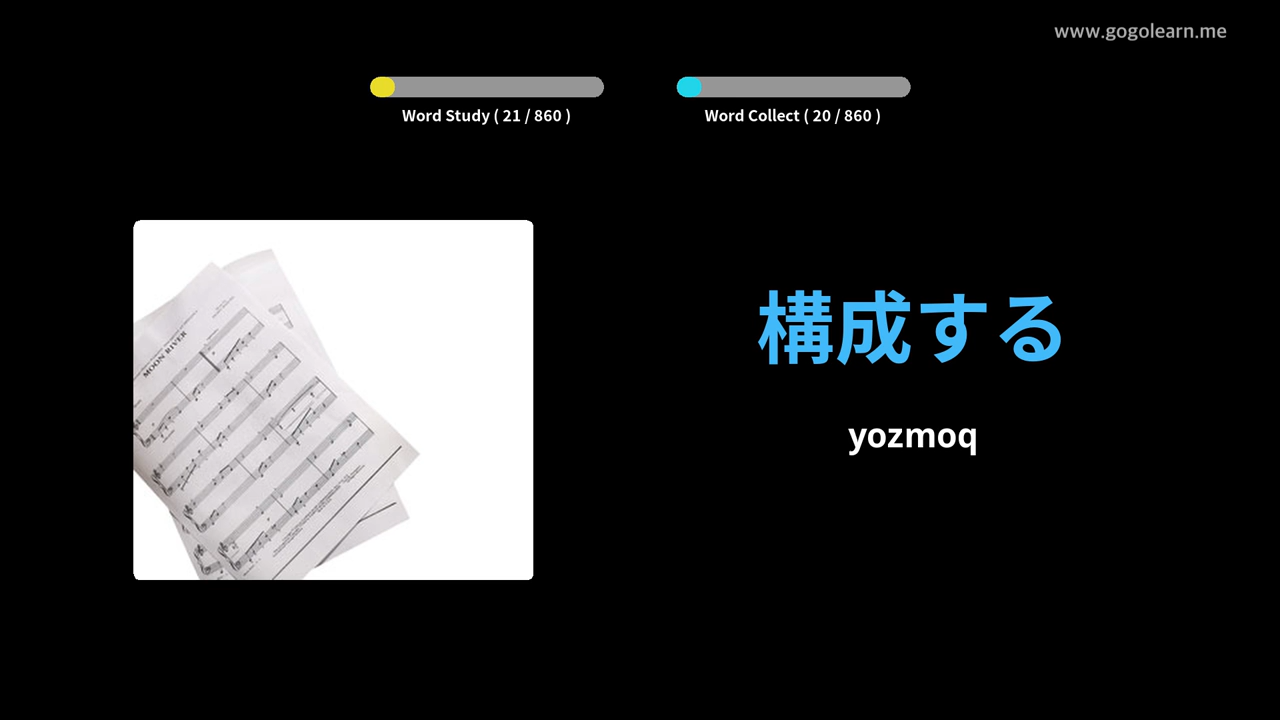 www.gogolearn.me
Word Study ( 21 / 860 )
Word Collect ( 20 / 860 )
MOON RIVER
構成する
yozmoq